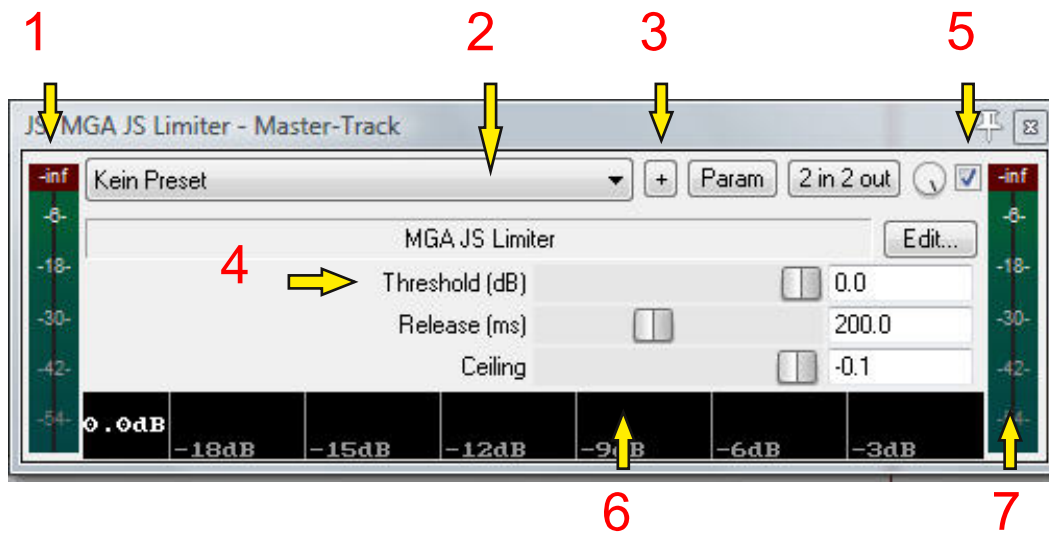 1 2 3 5
JS: MGA JS Limiter - Master-Track
-inf Kein Preset + Param 2 in 2 out -inf
-6- -6-
MGA JS Limiter Edit...
-18- 4 Threshold (dB) 0.0 -18-
-30- Release (ms) 200.0 -30-
-42- Ceiling -0.1 -42-
-54- 0.0dB -54-
-18dB -15dB -12dB -9dB -6dB -3dB
6 7